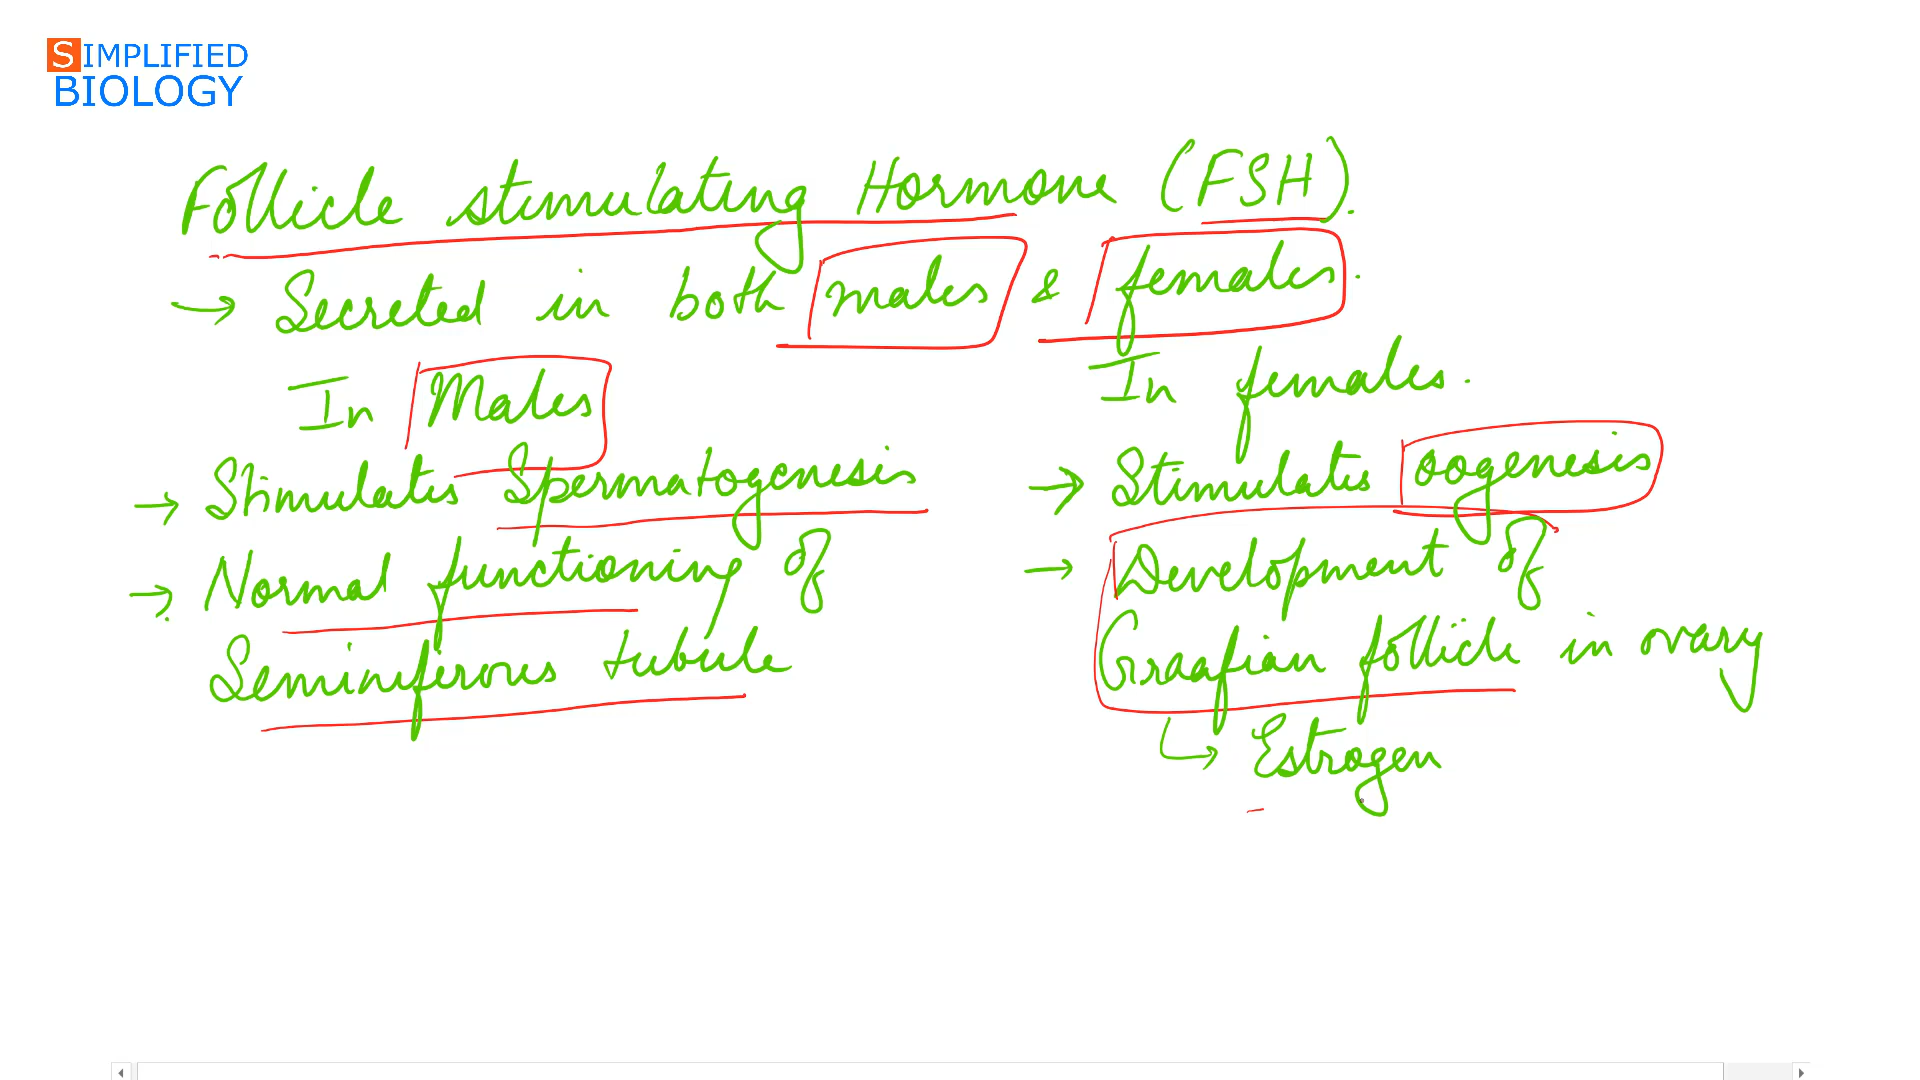 SIMPLIFIED
BIOLOGY
Follicle stimulating Hormone (FSH).
→ Secreted in both males & females.
In Males
→ Stimulates Spermatogenesis
→ Normal functioning of
Seminiferous tubule
In females.
→ Stimulates oogenesis
→ Development of
Graafian follicle in ovary
↳ Estrogen